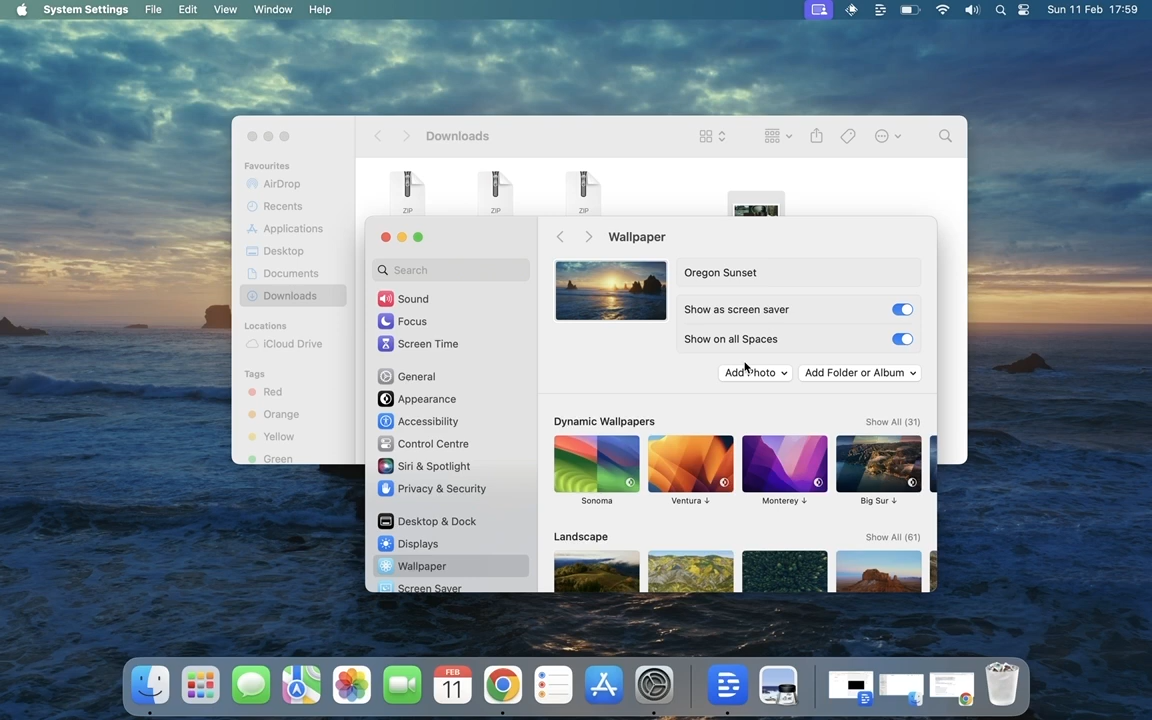 System Settings File Edit View Window Help Sun 11 Feb 17:59
Downloads
Favourites
AirDrop
Recents
Applications
Desktop
Documents
Downloads
Locations
iCloud Drive
Tags
Red
Orange
Yellow
Green
ZIP ZIP ZIP
Search
Sound
Focus
Screen Time
General
Appearance
Accessibility
Control Centre
Siri & Spotlight
Privacy & Security
Desktop & Dock
Displays
Wallpaper
Screen Saver
Wallpaper
Oregon Sunset
Show as screen saver
Show on all Spaces
Add Photo Add Folder or Album
Dynamic Wallpapers Show All (31)
Sonoma Ventura Monterey Big Sur
Landscape Show All (61)
FEB
11